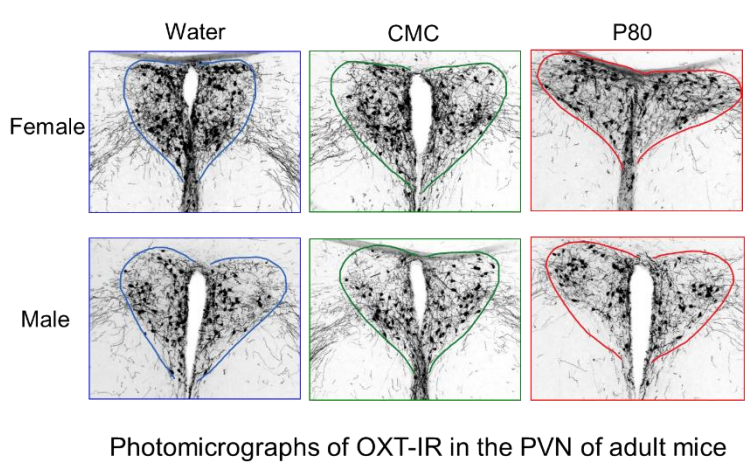 Water CMC P80
Female
Male
Photomicrographs of OXT-IR in the PVN of adult mice